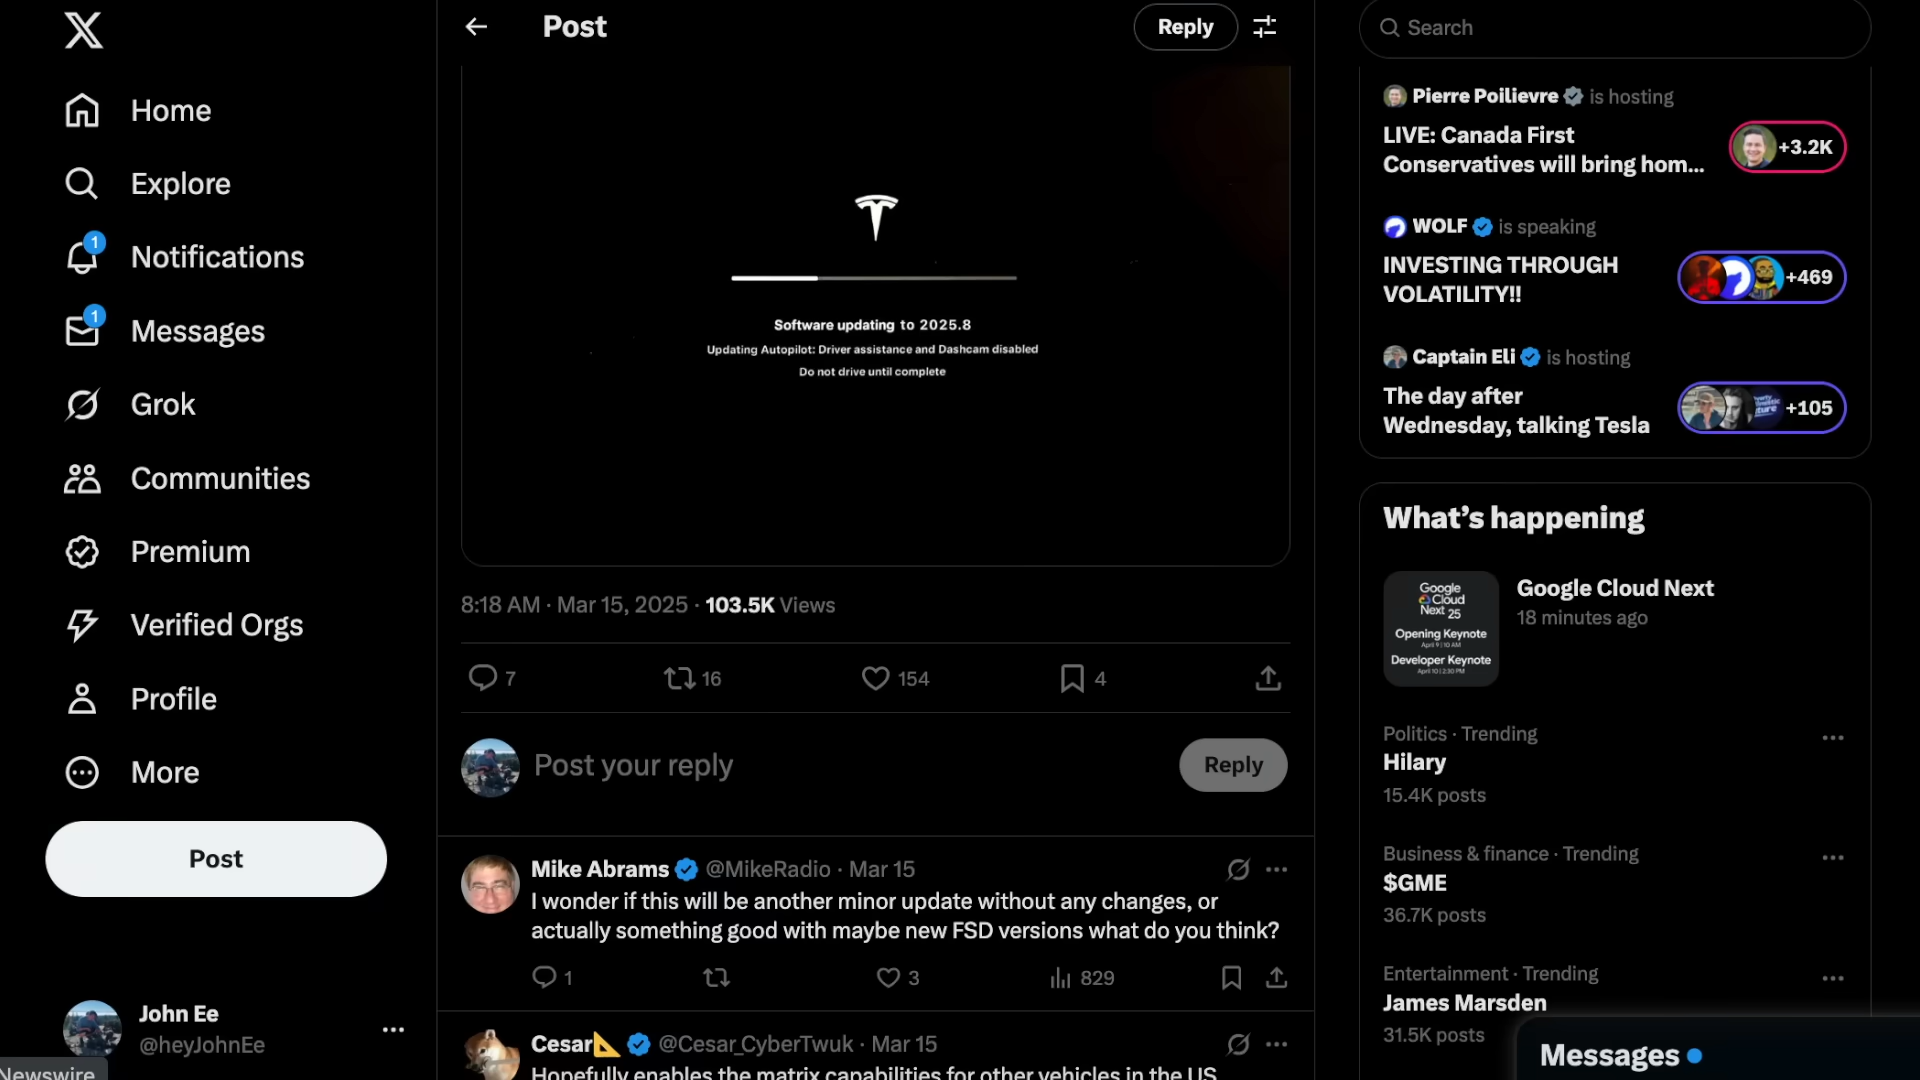 Home
Explore
1
Notifications
1
Messages
Grok
Communities
Premium
Verified Orgs
Profile
More
Post
John Ee
@heyJohnEe
Newswire
Post
Reply
Software updating to 2025.8
Updating Autopilot: Driver assistance and Dashcam disabled
Do not drive until complete
8:18 AM · Mar 15, 2025 · 103.5K Views
7 16 154 4
Post your reply
Reply
Mike Abrams @MikeRadio · Mar 15
I wonder if this will be another minor update without any changes, or
actually something good with maybe new FSD versions what do you think?
1 3 829
Cesar @Cesar_CyberTwuk · Mar 15
Hopefully enables the matrix capabilities for other vehicles in the US
Search
Pierre Poilievre is hosting
LIVE: Canada First
Conservatives will bring hom...
+3.2K
WOLF is speaking
INVESTING THROUGH
VOLATILITY!!
+469
Captain Eli is hosting
The day after
Wednesday, talking Tesla
+105
What's happening
Google
Cloud
Next 25
Opening Keynote
April 9 | 10 AM
Developer Keynote
April 10 | 2:30 PM
Google Cloud Next
18 minutes ago
Politics · Trending
Hilary
15.4K posts
Business & finance · Trending
$GME
36.7K posts
Entertainment · Trending
James Marsden
31.5K posts
Messages